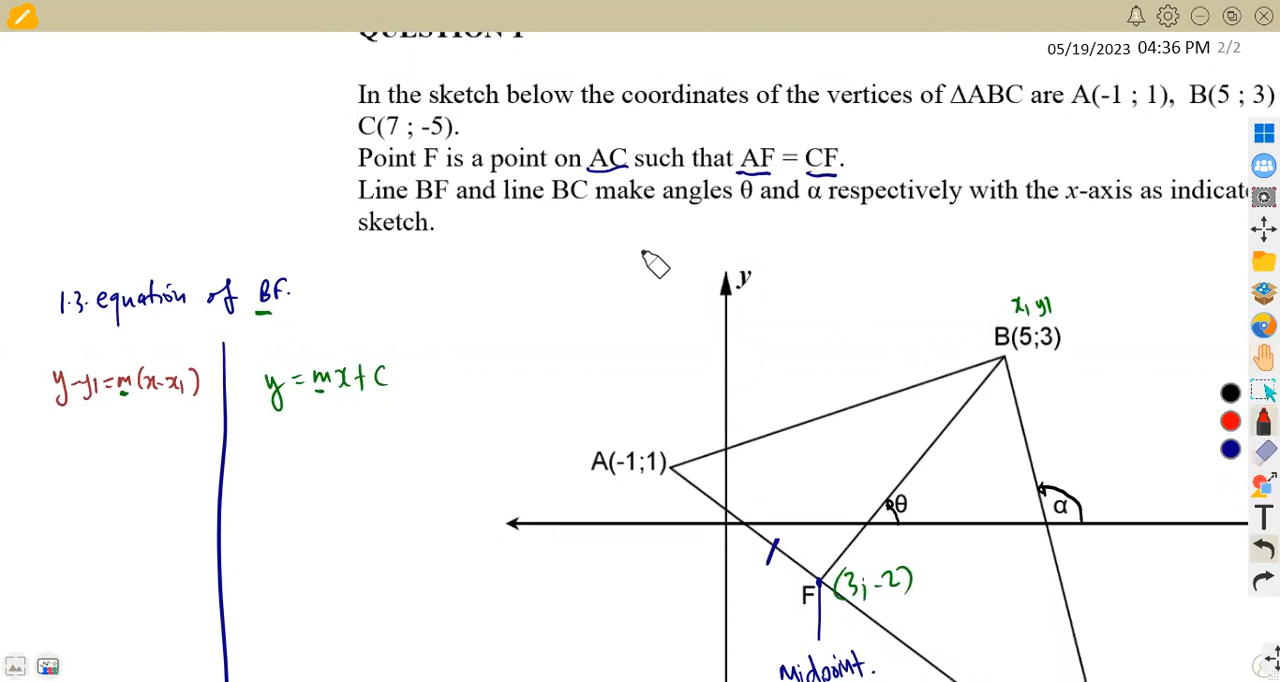 QUESTION 1
05/19/2023 04:36 PM 2/2
In the sketch below the coordinates of the vertices of ΔABC are A(-1 ; 1), B(5 ; 3)
C(7 ; -5).
Point F is a point on AC such that AF = CF.
Line BF and line BC make angles θ and α respectively with the x-axis as indicate
sketch.
1.3. equation of BF.
y-y1=m(x-x1)
y = mx+c
y
x1 y1
B(5;3)
A(-1;1)
θ
α
F
(3;-2)
Midpoint.
T